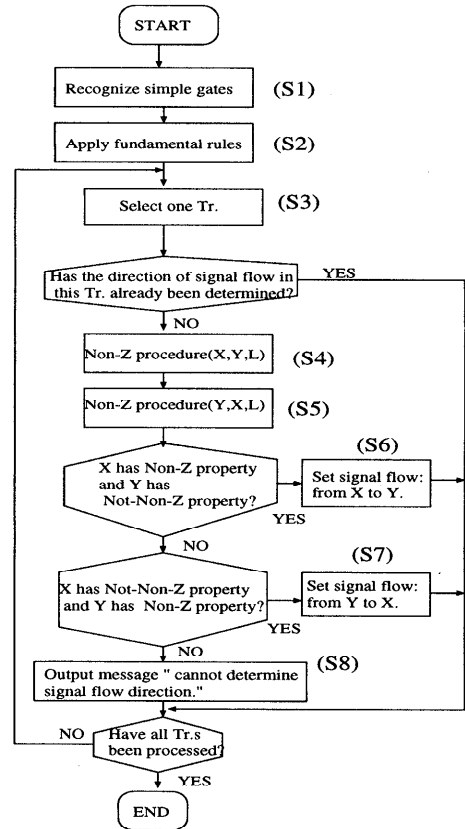 START
Recognize simple gates
(S1)
Apply fundamental rules
(S2)
Select one Tr.
(S3)
Has the direction of signal flow in
this Tr. already been determined?
YES
NO
Non-Z procedure(X,Y,L)
(S4)
Non-Z procedure(Y,X,L)
(S5)
(S6)
X has Non-Z property
and Y has
Not-Non-Z property?
Set signal flow:
from X to Y.
YES
NO
(S7)
X has Not-Non-Z property
and Y has Non-Z property?
Set signal flow:
from Y to X.
YES
NO
(S8)
Output message " cannot determine
signal flow direction."
NO
Have all Tr.s
been processed?
YES
END